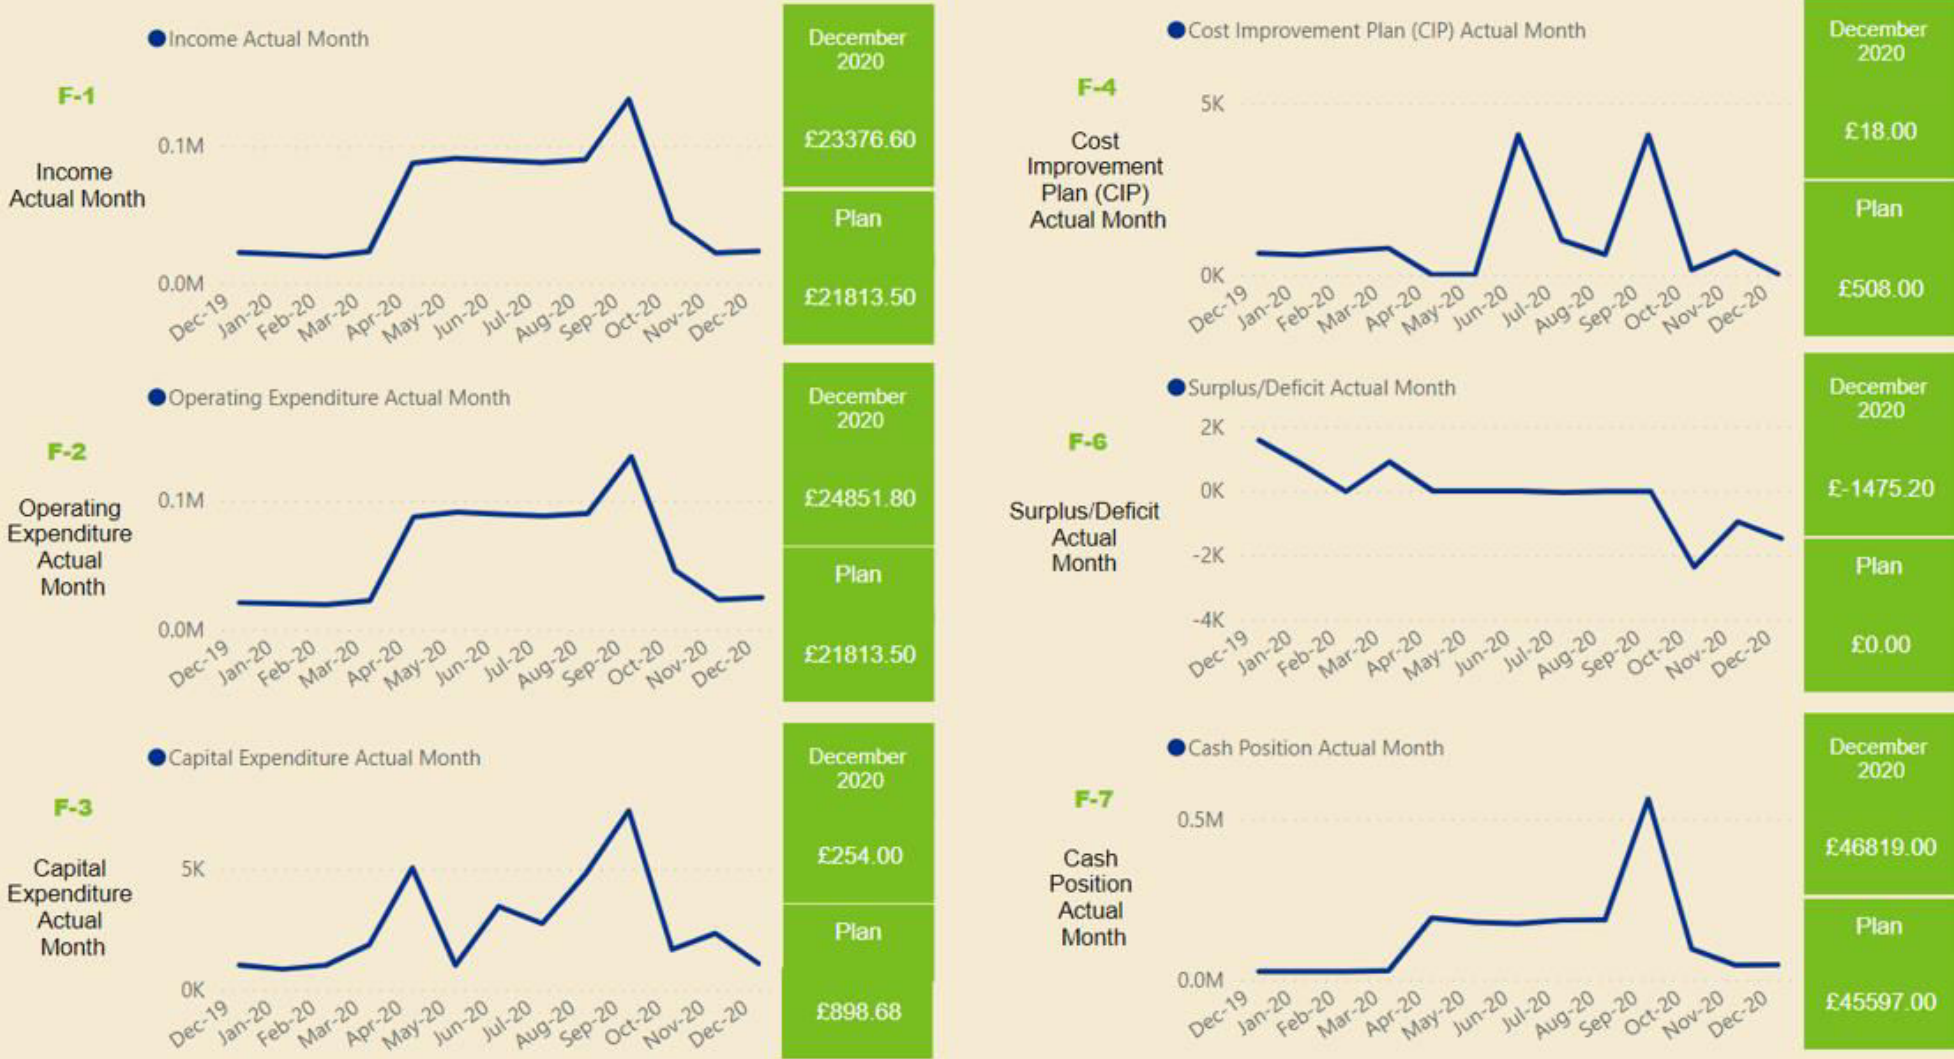 Income Actual Month
F-1
Income
Actual Month
0.1M
0.0M
Dec-19 Jan-20 Feb-20 Mar-20 Apr-20 May-20 Jun-20 Jul-20 Aug-20 Sep-20 Oct-20 Nov-20 Dec-20
December
2020
£23376.60
Plan
£21813.50
Operating Expenditure Actual Month
F-2
Operating
Expenditure
Actual
Month
0.1M
0.0M
Dec-19 Jan-20 Feb-20 Mar-20 Apr-20 May-20 Jun-20 Jul-20 Aug-20 Sep-20 Oct-20 Nov-20 Dec-20
December
2020
£24851.80
Plan
£21813.50
Capital Expenditure Actual Month
F-3
Capital
Expenditure
Actual
Month
5K
0K
Dec-19 Jan-20 Feb-20 Mar-20 Apr-20 May-20 Jun-20 Jul-20 Aug-20 Sep-20 Oct-20 Nov-20 Dec-20
December
2020
£254.00
Plan
£898.68
Cost Improvement Plan (CIP) Actual Month
F-4
Cost
Improvement
Plan (CIP)
Actual Month
5K
0K
Dec-19 Jan-20 Feb-20 Mar-20 Apr-20 May-20 Jun-20 Jul-20 Aug-20 Sep-20 Oct-20 Nov-20 Dec-20
December
2020
£18.00
Plan
£508.00
Surplus/Deficit Actual Month
F-6
Surplus/Deficit
Actual
Month
2K
0K
-2K
-4K
Dec-19 Jan-20 Feb-20 Mar-20 Apr-20 May-20 Jun-20 Jul-20 Aug-20 Sep-20 Oct-20 Nov-20 Dec-20
December
2020
£-1475.20
Plan
£0.00
Cash Position Actual Month
F-7
Cash
Position
Actual
Month
0.5M
0.0M
Dec-19 Jan-20 Feb-20 Mar-20 Apr-20 May-20 Jun-20 Jul-20 Aug-20 Sep-20 Oct-20 Nov-20 Dec-20
December
2020
£46819.00
Plan
£45597.00